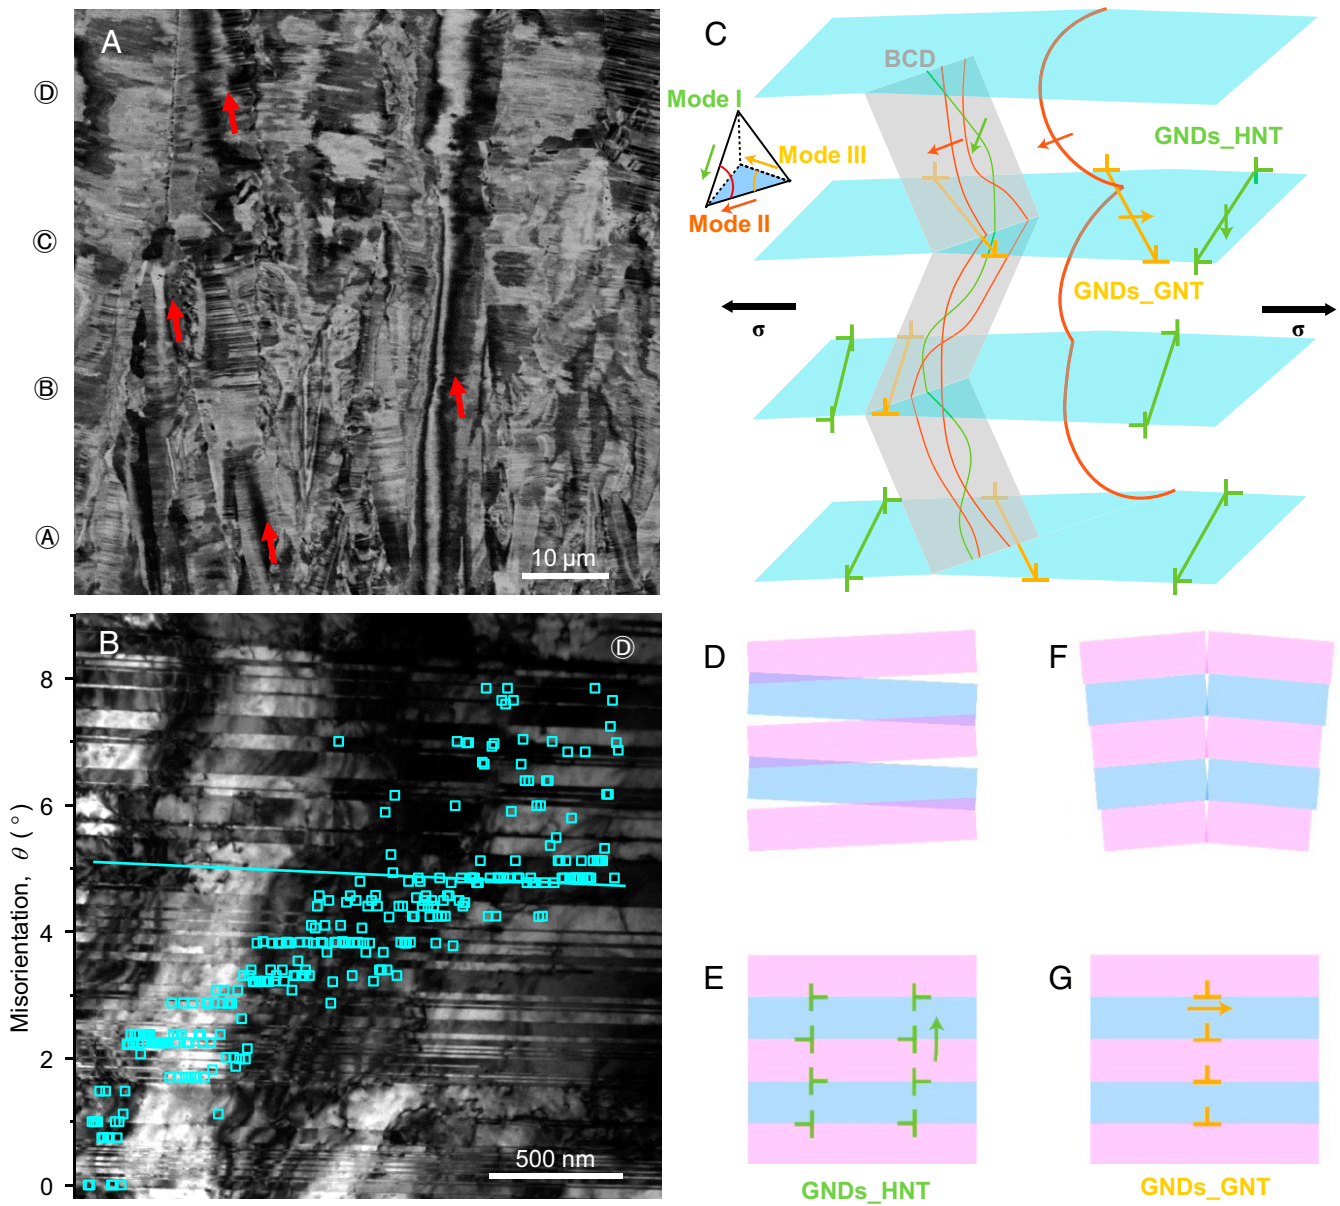 A
Ⓓ
Ⓒ
Ⓑ
Ⓐ
10 μm
C
BCD
Mode I
Mode III
Mode II
GNDs_HNT
GNDs_GNT
σ
σ
B
Ⓓ
Misorientation, θ (°)
8
6
4
2
0
500 nm
D
F
E
G
GNDs_HNT
GNDs_GNT